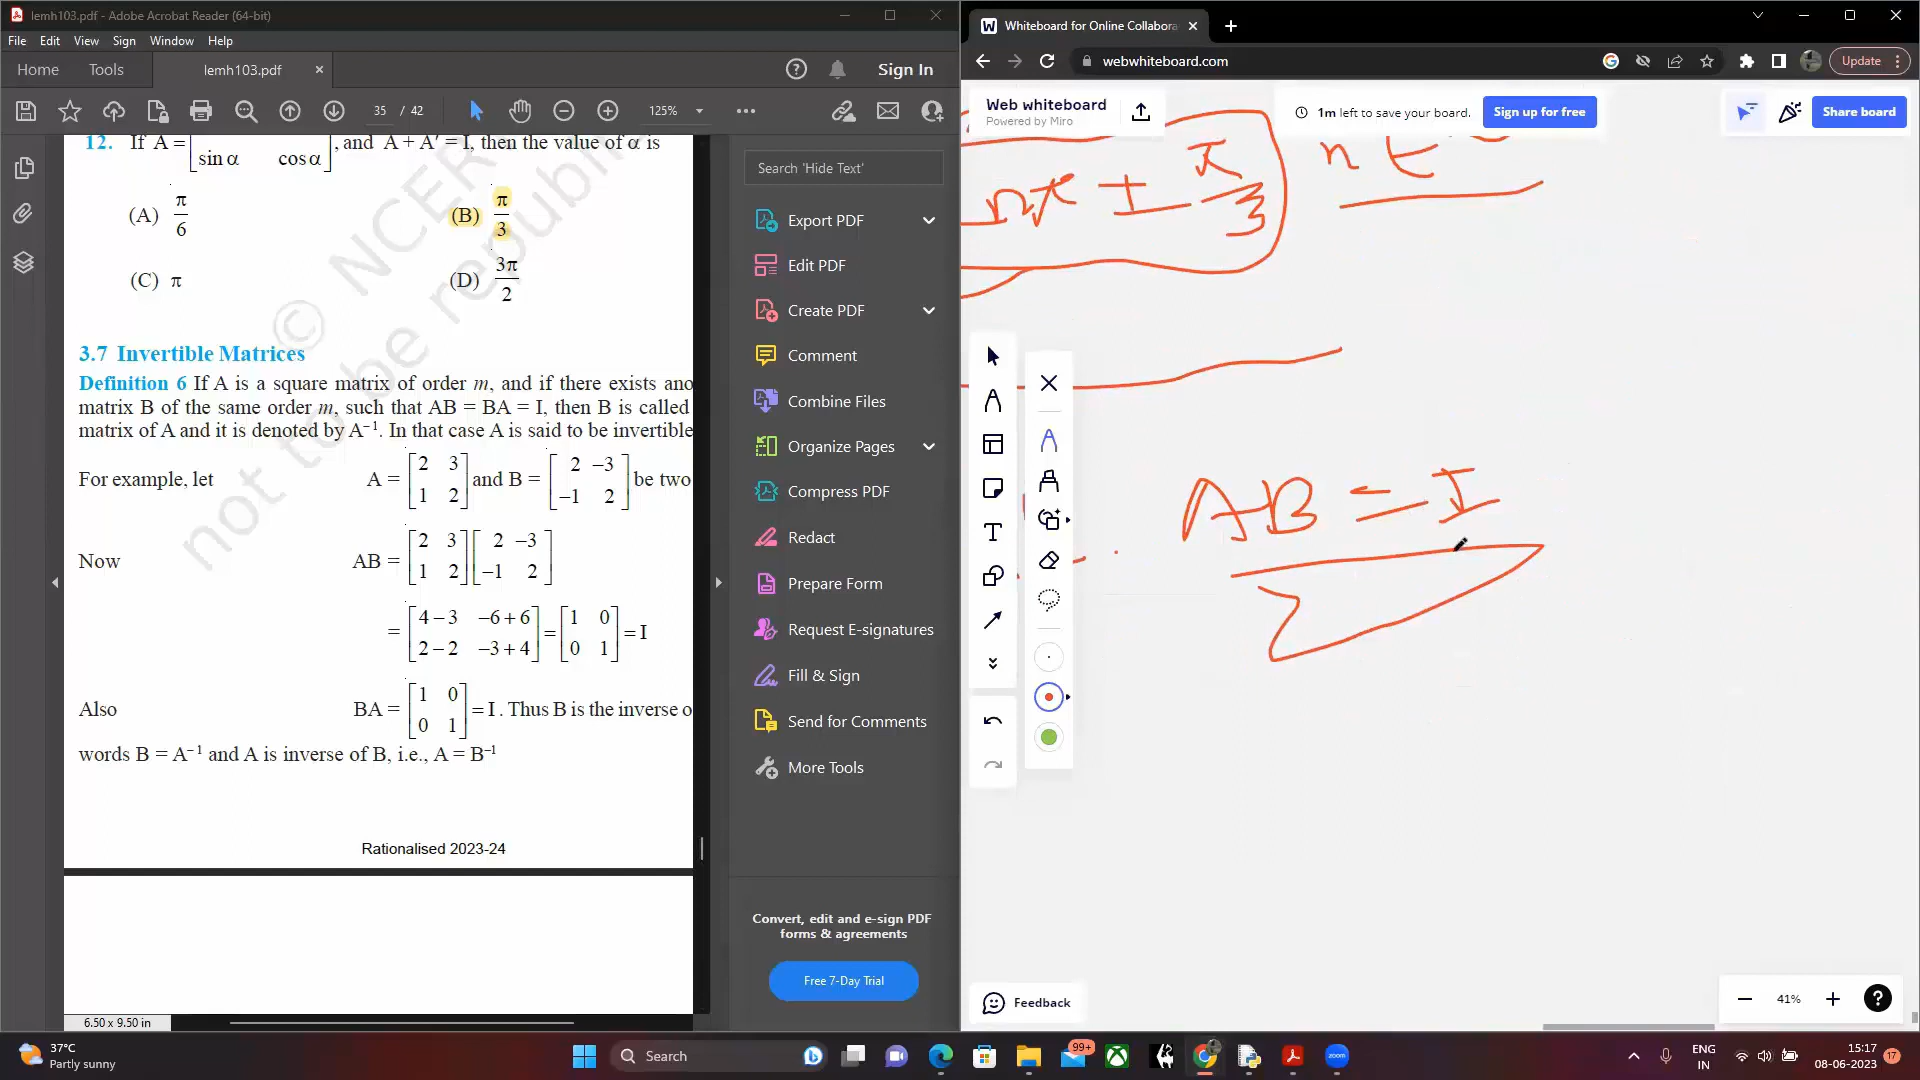 lemh103.pdf - Adobe Acrobat Reader (64-bit)
File Edit View Sign Window Help
Home Tools lemh103.pdf
Sign In
35 / 42 125%
12. If A = [ sin α cos α ], and A + A′ = I, then the value of α is
(A) π/6 (B) π/3
(C) π (D) 3π/2
3.7 Invertible Matrices
Definition 6 If A is a square matrix of order m, and if there exists ano
matrix B of the same order m, such that AB = BA = I, then B is called
matrix of A and it is denoted by A⁻¹. In that case A is said to be invertible
For example, let A = [2 3; 1 2] and B = [2 −3; −1 2] be two
Now AB = [2 3; 1 2] [2 −3; −1 2]
= [4−3 −6+6; 2−2 −3+4] = [1 0; 0 1] = I
Also BA = [1 0; 0 1] = I. Thus B is the inverse o
words B = A⁻¹ and A is inverse of B, i.e., A = B⁻¹
Rationalised 2023-24
© NCER
not to be republi
6.50 x 9.50 in
Search 'Hide Text'
Export PDF
Edit PDF
Create PDF
Comment
Combine Files
Organize Pages
Compress PDF
Redact
Prepare Form
Request E-signatures
Fill & Sign
Send for Comments
More Tools
Convert, edit and e-sign PDF
forms & agreements
Free 7-Day Trial
Whiteboard for Online Collabora
webwhiteboard.com
Update
Web whiteboard
Powered by Miro
1m left to save your board.
Sign up for free
Share board
nπ ± π/3
n ∈
AB = I
Feedback
41%
37°C
Partly sunny
Search
99+
zoom
ENG
IN
15:17
08-06-2023
17